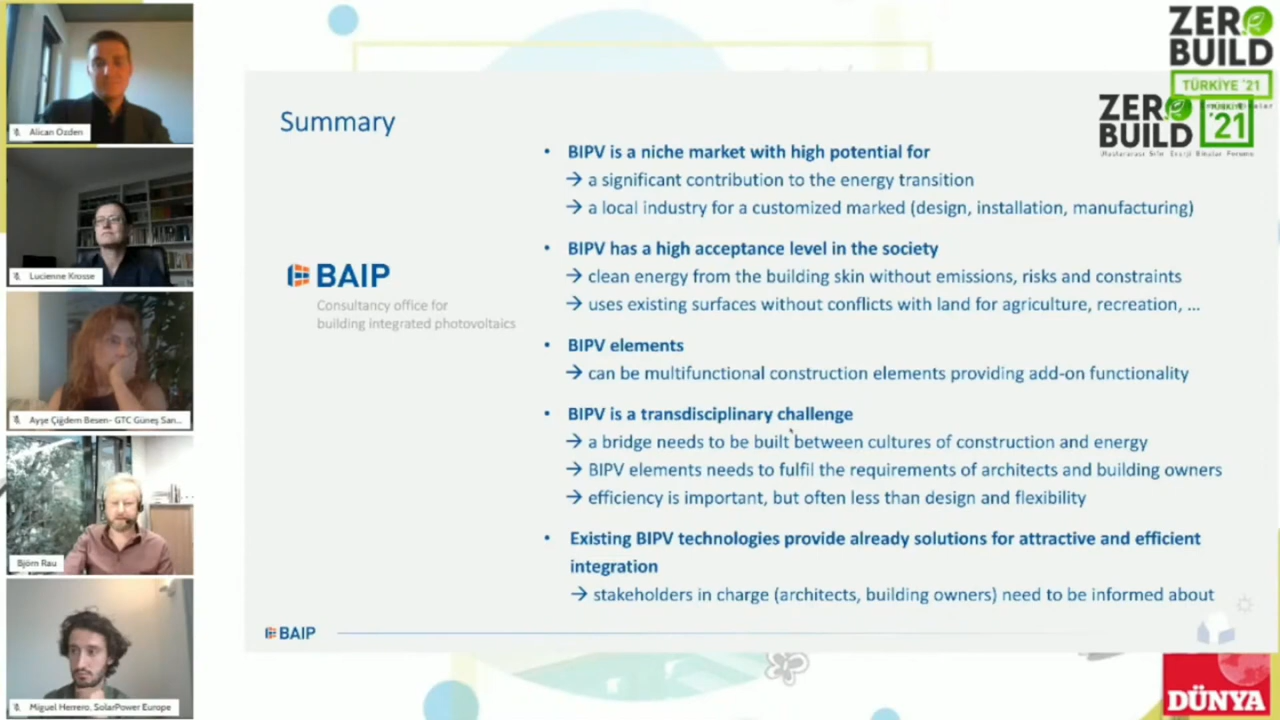 Alican Özden
Lucienne Krosse
Ayşe Çiğdem Besen- GTC Güneş San...
Björn Rau
Miguel Herrero, SolarPower Europe
ZERO
BUILD
TÜRKİYE '21
ZERO
BUILD
'21
Uluslararası Sıfır Enerji Binalar Forumu
Summary
BAIP
Consultancy office for
building integrated photovoltaics
• BIPV is a niche market with high potential for
→ a significant contribution to the energy transition
→ a local industry for a customized marked (design, installation, manufacturing)
• BIPV has a high acceptance level in the society
→ clean energy from the building skin without emissions, risks and constraints
→ uses existing surfaces without conflicts with land for agriculture, recreation, ...
• BIPV elements
→ can be multifunctional construction elements providing add-on functionality
• BIPV is a transdisciplinary challenge
→ a bridge needs to be built between cultures of construction and energy
→ BIPV elements needs to fulfil the requirements of architects and building owners
→ efficiency is important, but often less than design and flexibility
• Existing BIPV technologies provide already solutions for attractive and efficient
integration
→ stakeholders in charge (architects, building owners) need to be informed about
BAIP
DÜNYA